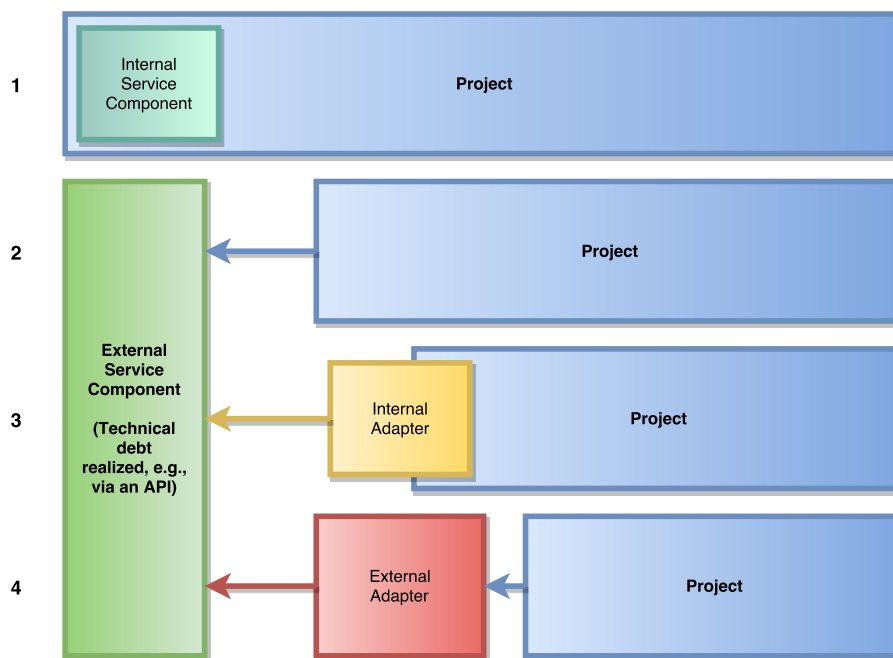 1
Internal
Service
Component
Project
2
Project
External
Service
Component
(Technical
debt
realized, e.g.,
via an API)
3
Internal
Adapter
Project
4
External
Adapter
Project